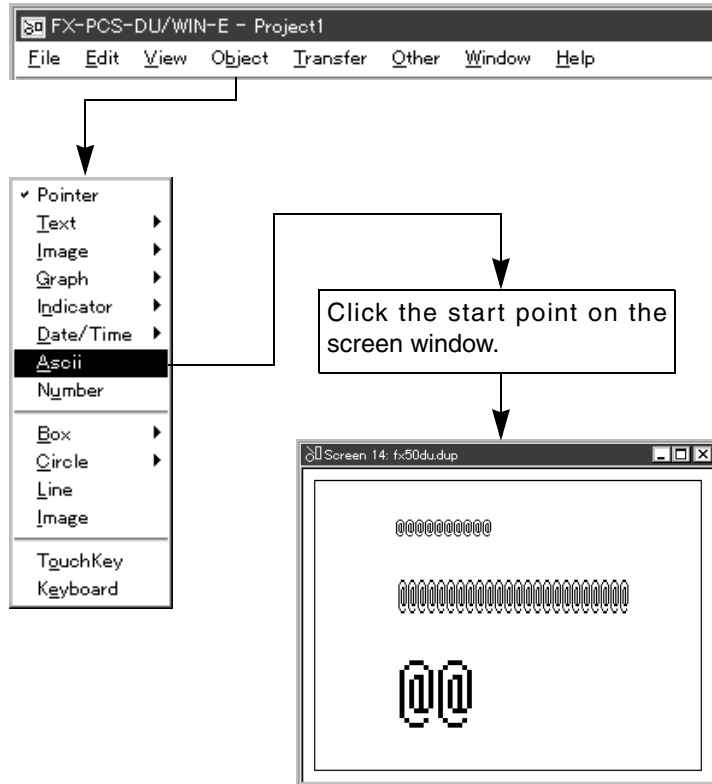 FX-PCS-DU/WIN-E - Project1
File Edit View Object Transfer Other Window Help
✓ Pointer
Text
Image
Graph
Indicator
Date/Time
Ascii
Number
Box
Circle
Line
Image
TouchKey
Keyboard
Click the start point on the
screen window.
Screen 14: fx50du.dup
@@@@@@@@@@
@@@@@@@@@@@@@@@@@@@@@@@@
@@